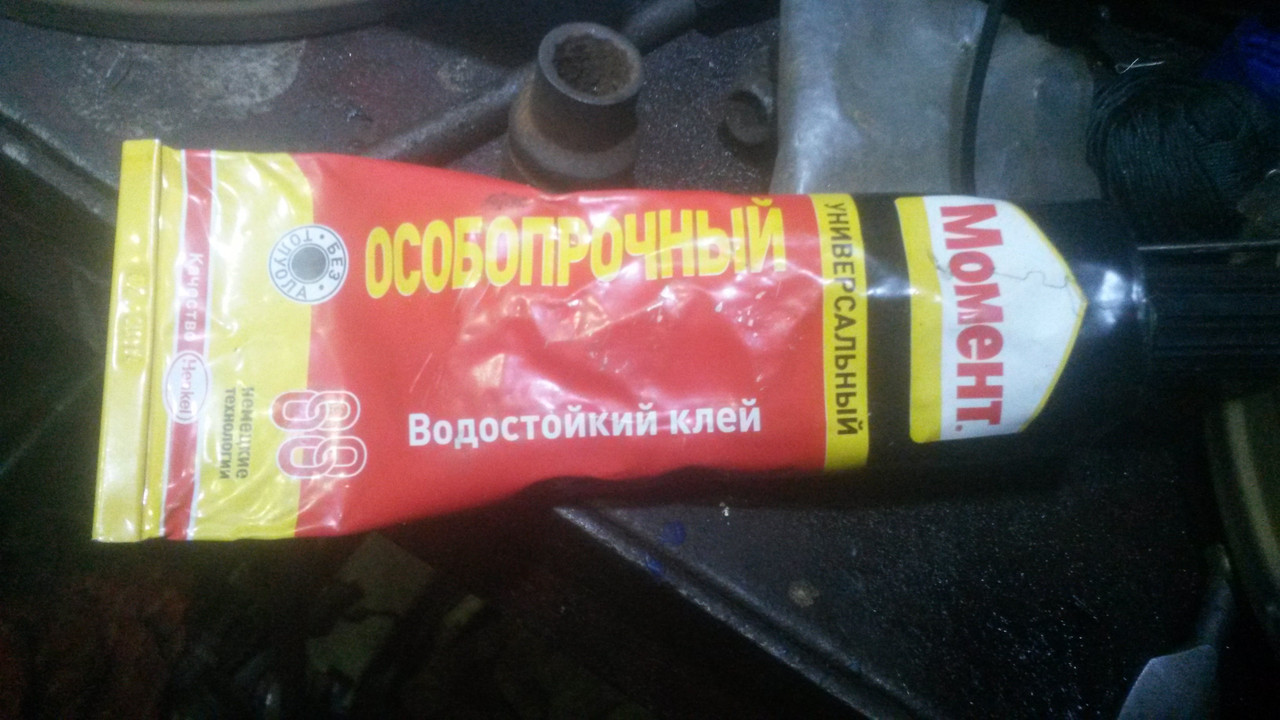 Момент
УНИВЕРСАЛЬНЫЙ
ОСОБОПРОЧНЫЙ
Водостойкий клей
БЕЗ ТОЛУОЛА
88
Немецкие
технологии
Качество Henkel